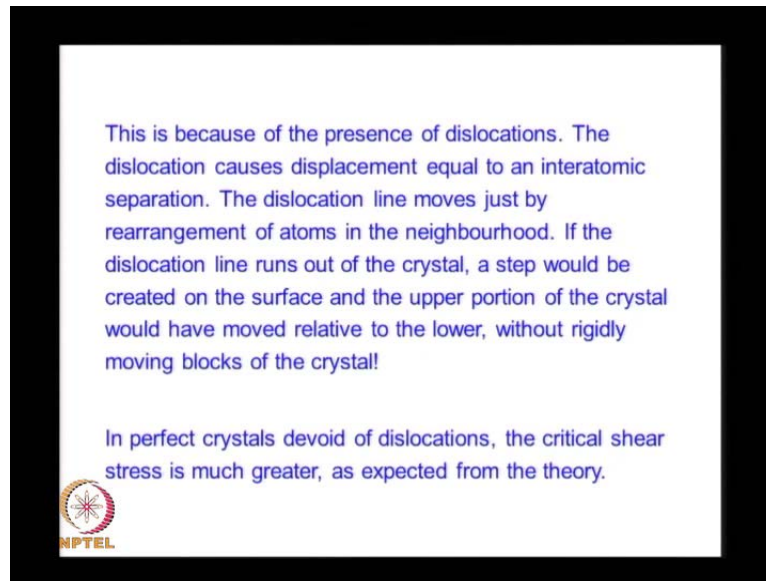 This is because of the presence of dislocations. The
dislocation causes displacement equal to an interatomic
separation. The dislocation line moves just by
rearrangement of atoms in the neighbourhood. If the
dislocation line runs out of the crystal, a step would be
created on the surface and the upper portion of the crystal
would have moved relative to the lower, without rigidly
moving blocks of the crystal!
In perfect crystals devoid of dislocations, the critical shear
stress is much greater, as expected from the theory.
NPTEL